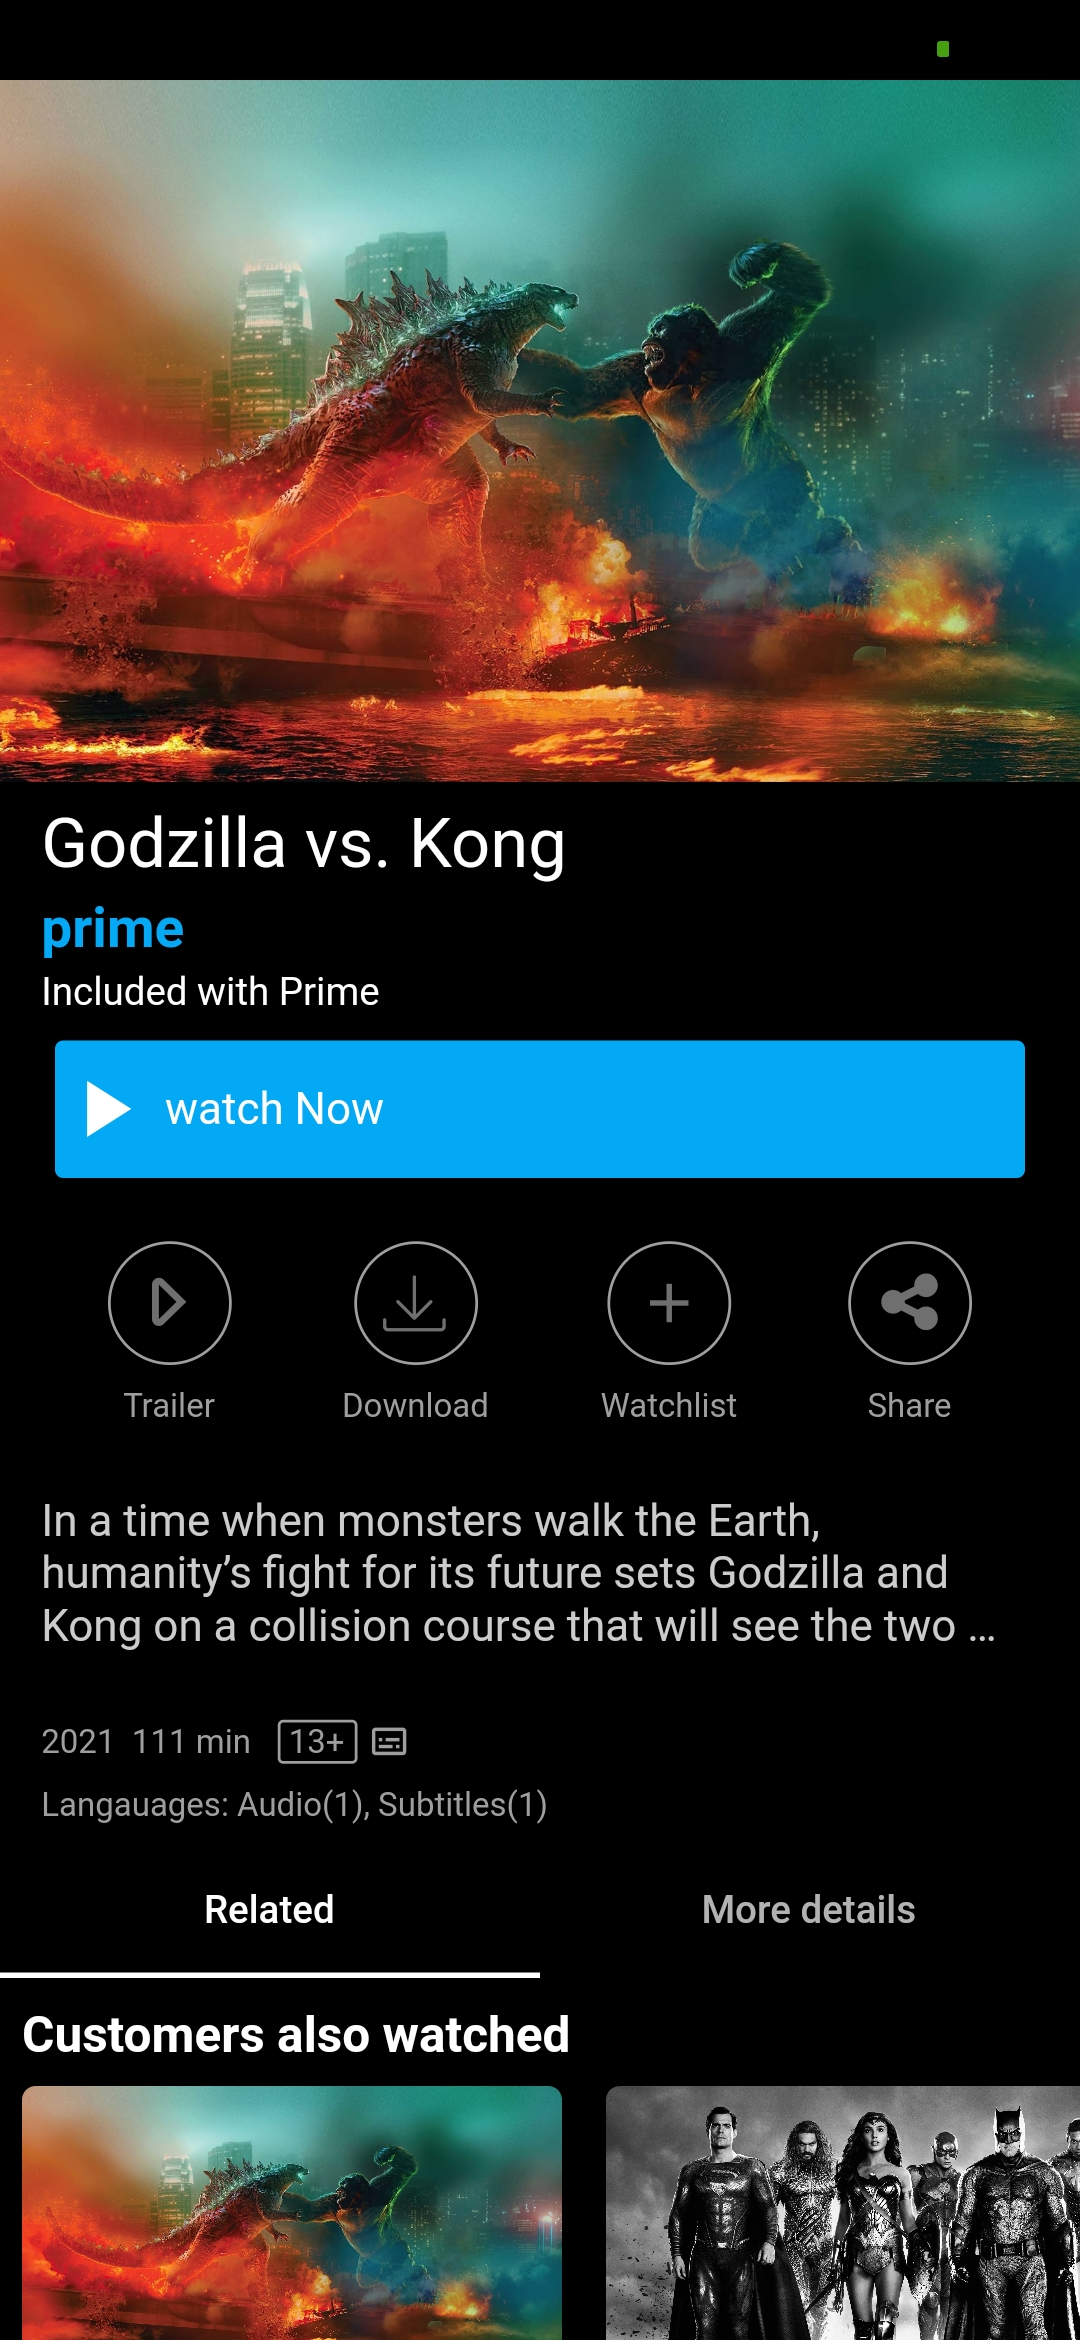 Godzilla vs. Kong
prime
Included with Prime
watch Now
Trailer Download Watchlist Share
In a time when monsters walk the Earth,
humanity’s fight for its future sets Godzilla and
Kong on a collision course that will see the two ...
2021 111 min 13+
Langauages: Audio(1), Subtitles(1)
Related More details
Customers also watched